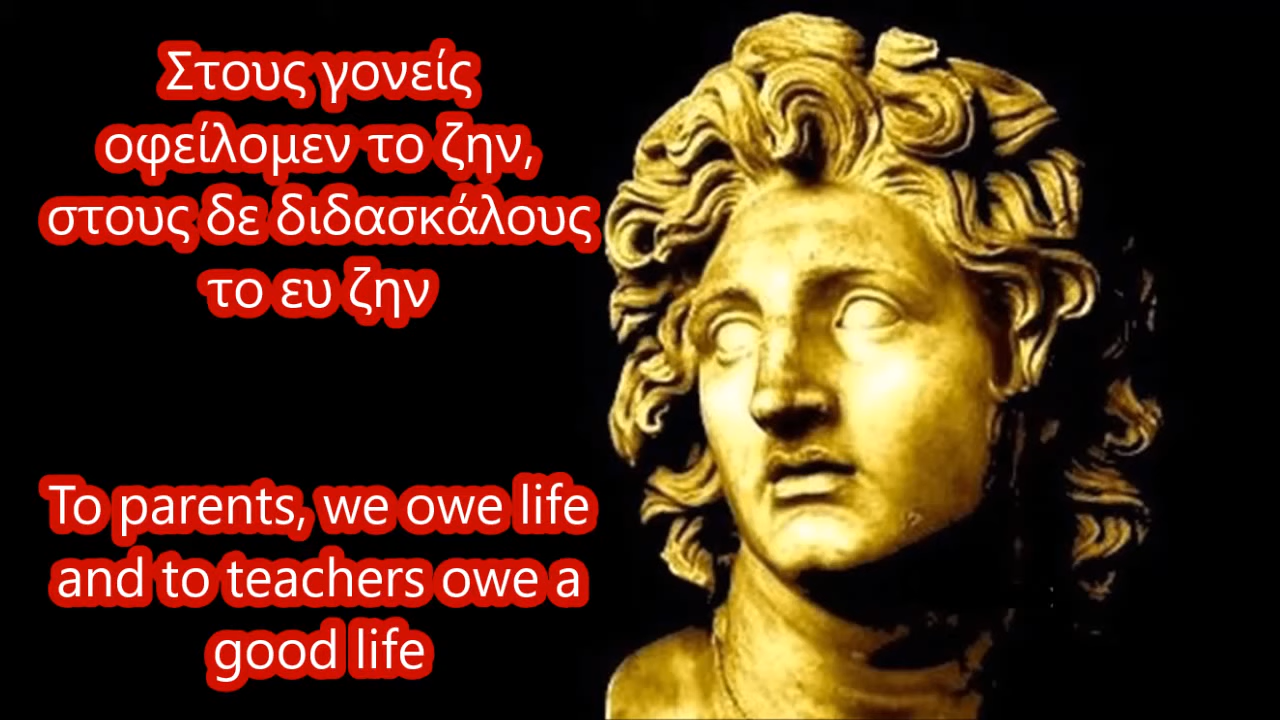 Στους γονείς
οφείλομεν το ζην,
στους δε διδασκάλους
το ευ ζην
To parents, we owe life
and to teachers owe a
good life